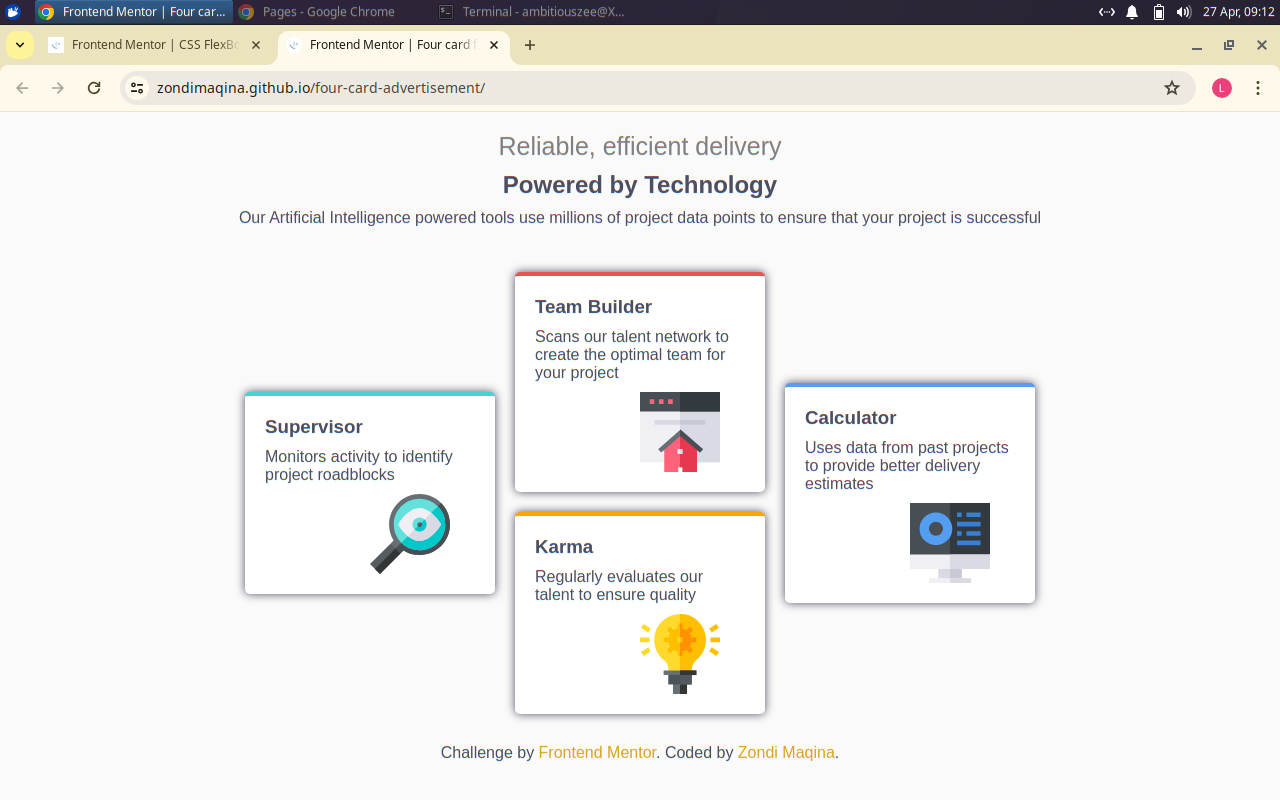 Frontend Mentor | Four car...
Pages - Google Chrome
Terminal - ambitiouszee@X...
27 Apr, 09:12
Frontend Mentor | CSS FlexBo
Frontend Mentor | Four card f
zondimaqina.github.io/four-card-advertisement/
L
Reliable, efficient delivery
Powered by Technology
Our Artificial Intelligence powered tools use millions of project data points to ensure that your project is successful
Team Builder
Scans our talent network to
create the optimal team for
your project
Supervisor
Monitors activity to identify
project roadblocks
Calculator
Uses data from past projects
to provide better delivery
estimates
Karma
Regularly evaluates our
talent to ensure quality
Challenge by Frontend Mentor. Coded by Zondi Maqina.